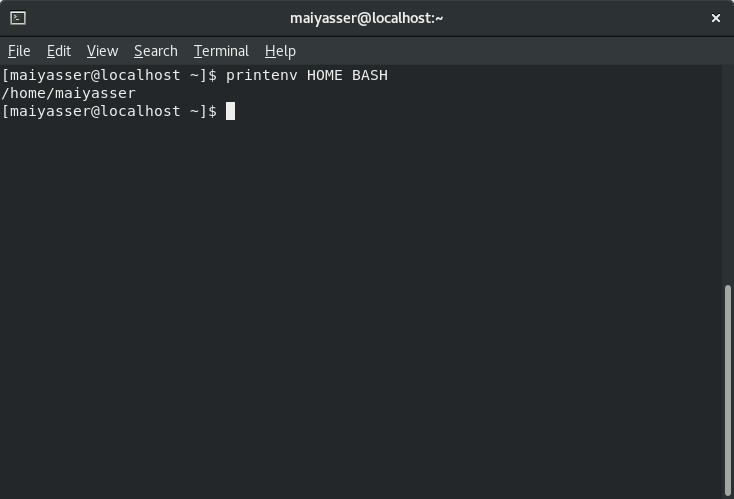 maiyasser@localhost:~
File Edit View Search Terminal Help
[maiyasser@localhost ~]$ printenv HOME BASH
/home/maiyasser
[maiyasser@localhost ~]$